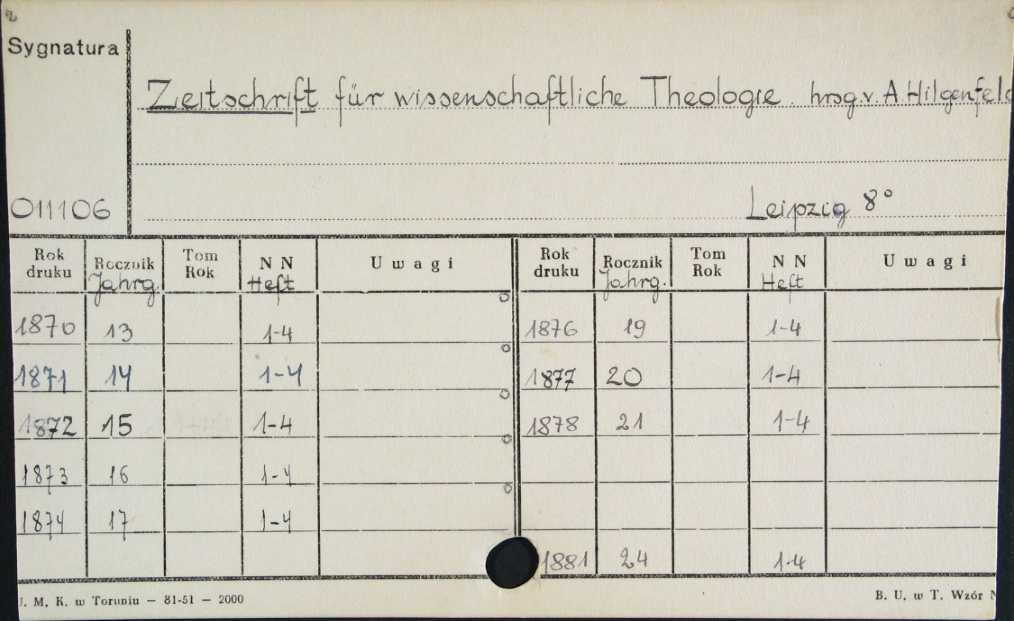 Sygnatura
Zeitschrift für wissenschaftliche Theologie. hrsg. v. A. Hilgenfeld
011106
Leipzig 8°
Rok druku Rocznik Tom Rok N N Uwagi Rok druku Rocznik Tom Rok N N Uwagi
Jahrg. Heft Jahrg. Heft
1870 13 1-4 1876 19 1-4
1871 14 1-4 1877 20 1-4
1872 15 1-4 1878 21 1-4
1873 16 1-4
1874 17 1-4
1881 24 1-4
U. M. K. w Toruniu — 81-51 — 2000 B. U. w T. Wzór N